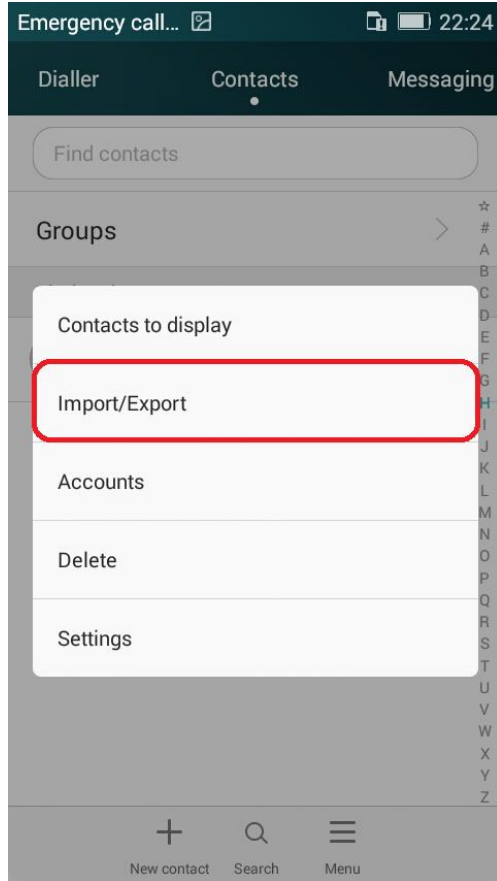 Emergency call... 22:24
Dialler Contacts Messaging
Find contacts
Groups
☆
#
A
B
C
D
E
F
G
H
I
J
K
L
M
N
O
P
Q
R
S
T
U
V
W
X
Y
Z
Contacts to display
Import/Export
Accounts
Delete
Settings
New contact Search Menu